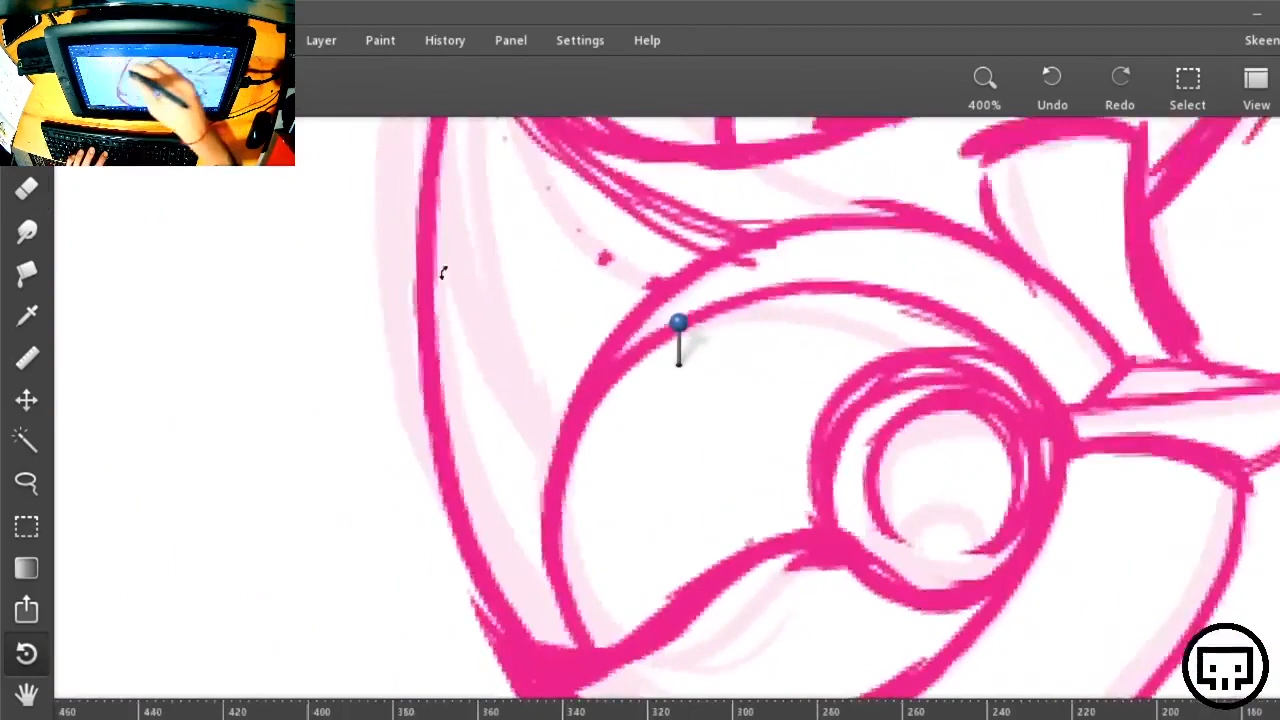 Layer Paint History Panel Settings Help Skeen
400% Undo Redo Select View
460 440 420 400 380 360 340 320 300 280 260 240 220 200 180